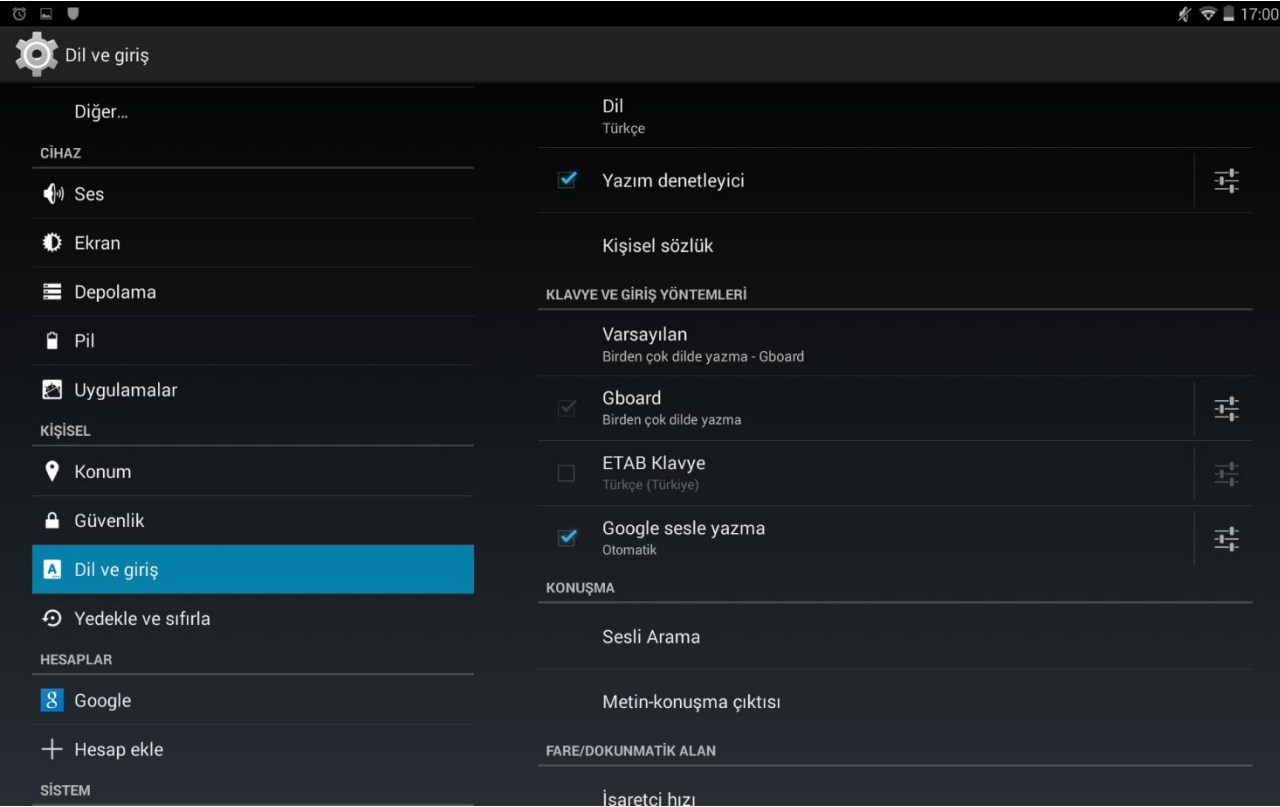 17:00
Dil ve giriş
Diğer...
CİHAZ
Ses
Ekran
Depolama
Pil
Uygulamalar
KİŞİSEL
Konum
Güvenlik
Dil ve giriş
Yedekle ve sıfırla
HESAPLAR
Google
Hesap ekle
SİSTEM
Dil
Türkçe
Yazım denetleyici
Kişisel sözlük
KLAVYE VE GİRİŞ YÖNTEMLERİ
Varsayılan
Birden çok dilde yazma - Gboard
Gboard
Birden çok dilde yazma
ETAB Klavye
Türkçe (Türkiye)
Google sesle yazma
Otomatik
KONUŞMA
Sesli Arama
Metin-konuşma çıktısı
FARE/DOKUNMATİK ALAN
İşaretçi hızı